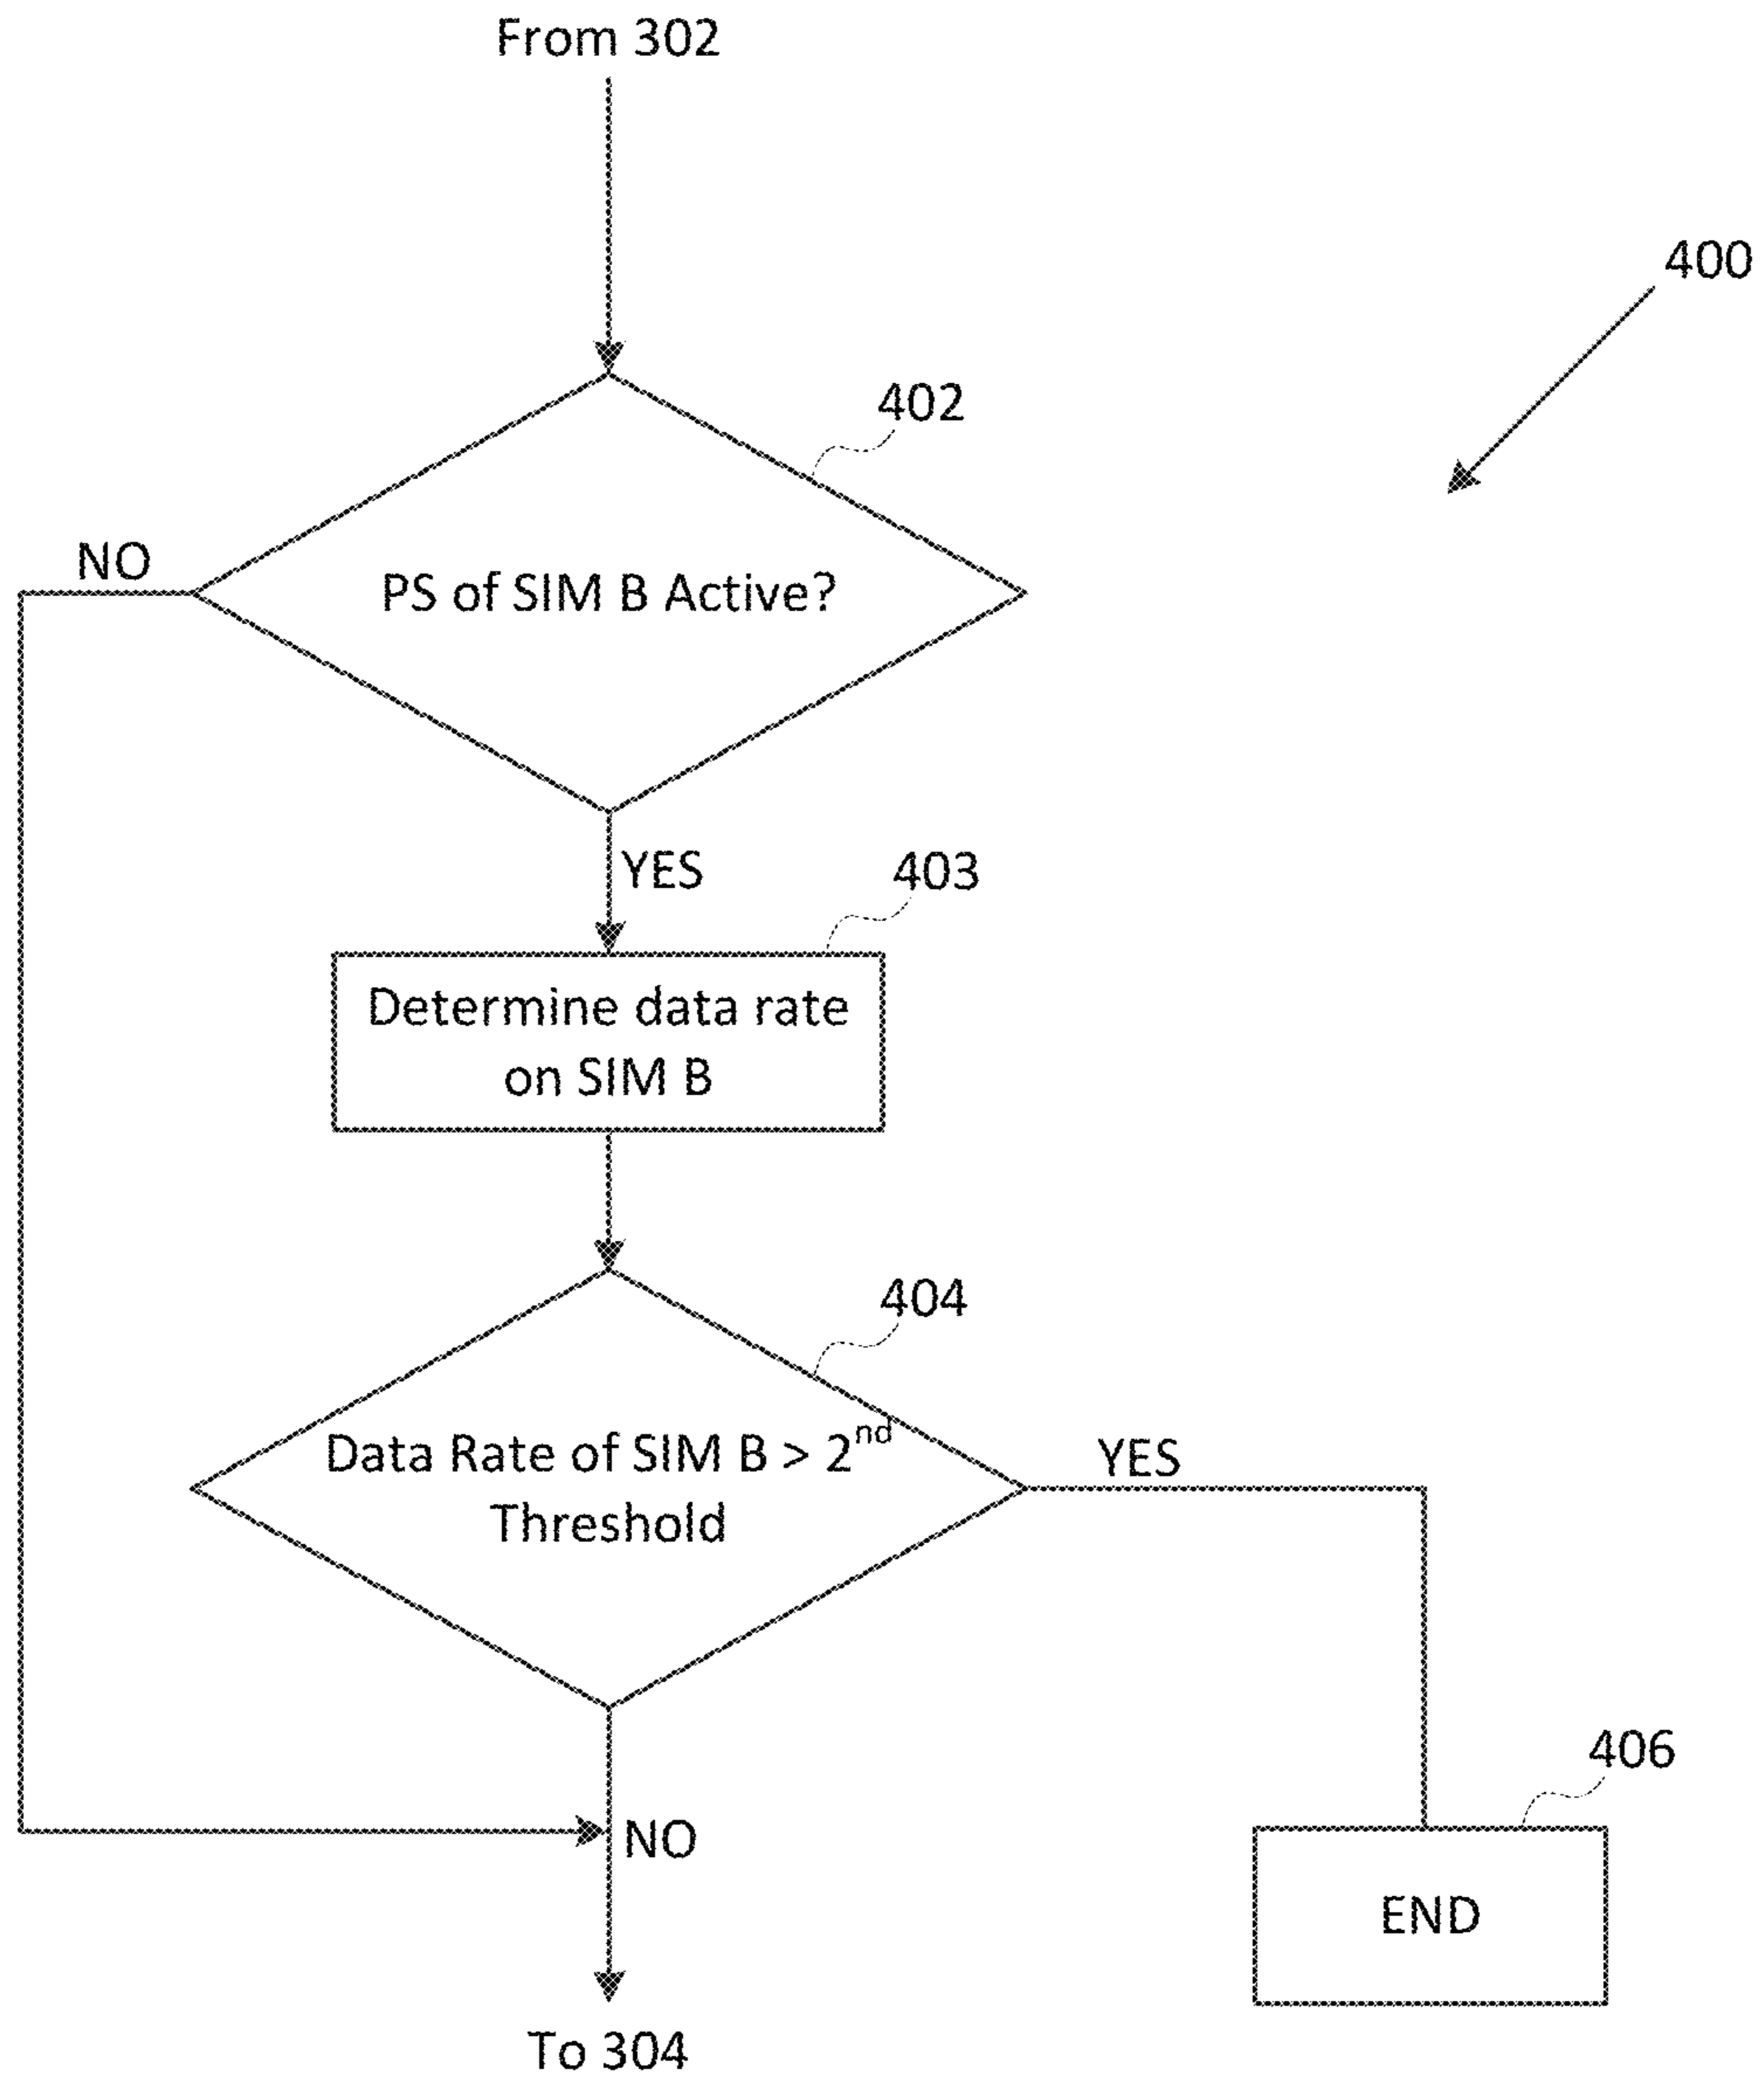 From 302
400
402
NO
PS of SIM B Active?
YES
403
Determine data rate
on SIM B
404
Data Rate of SIM B > 2nd
Threshold
YES
406
NO
END
To 304